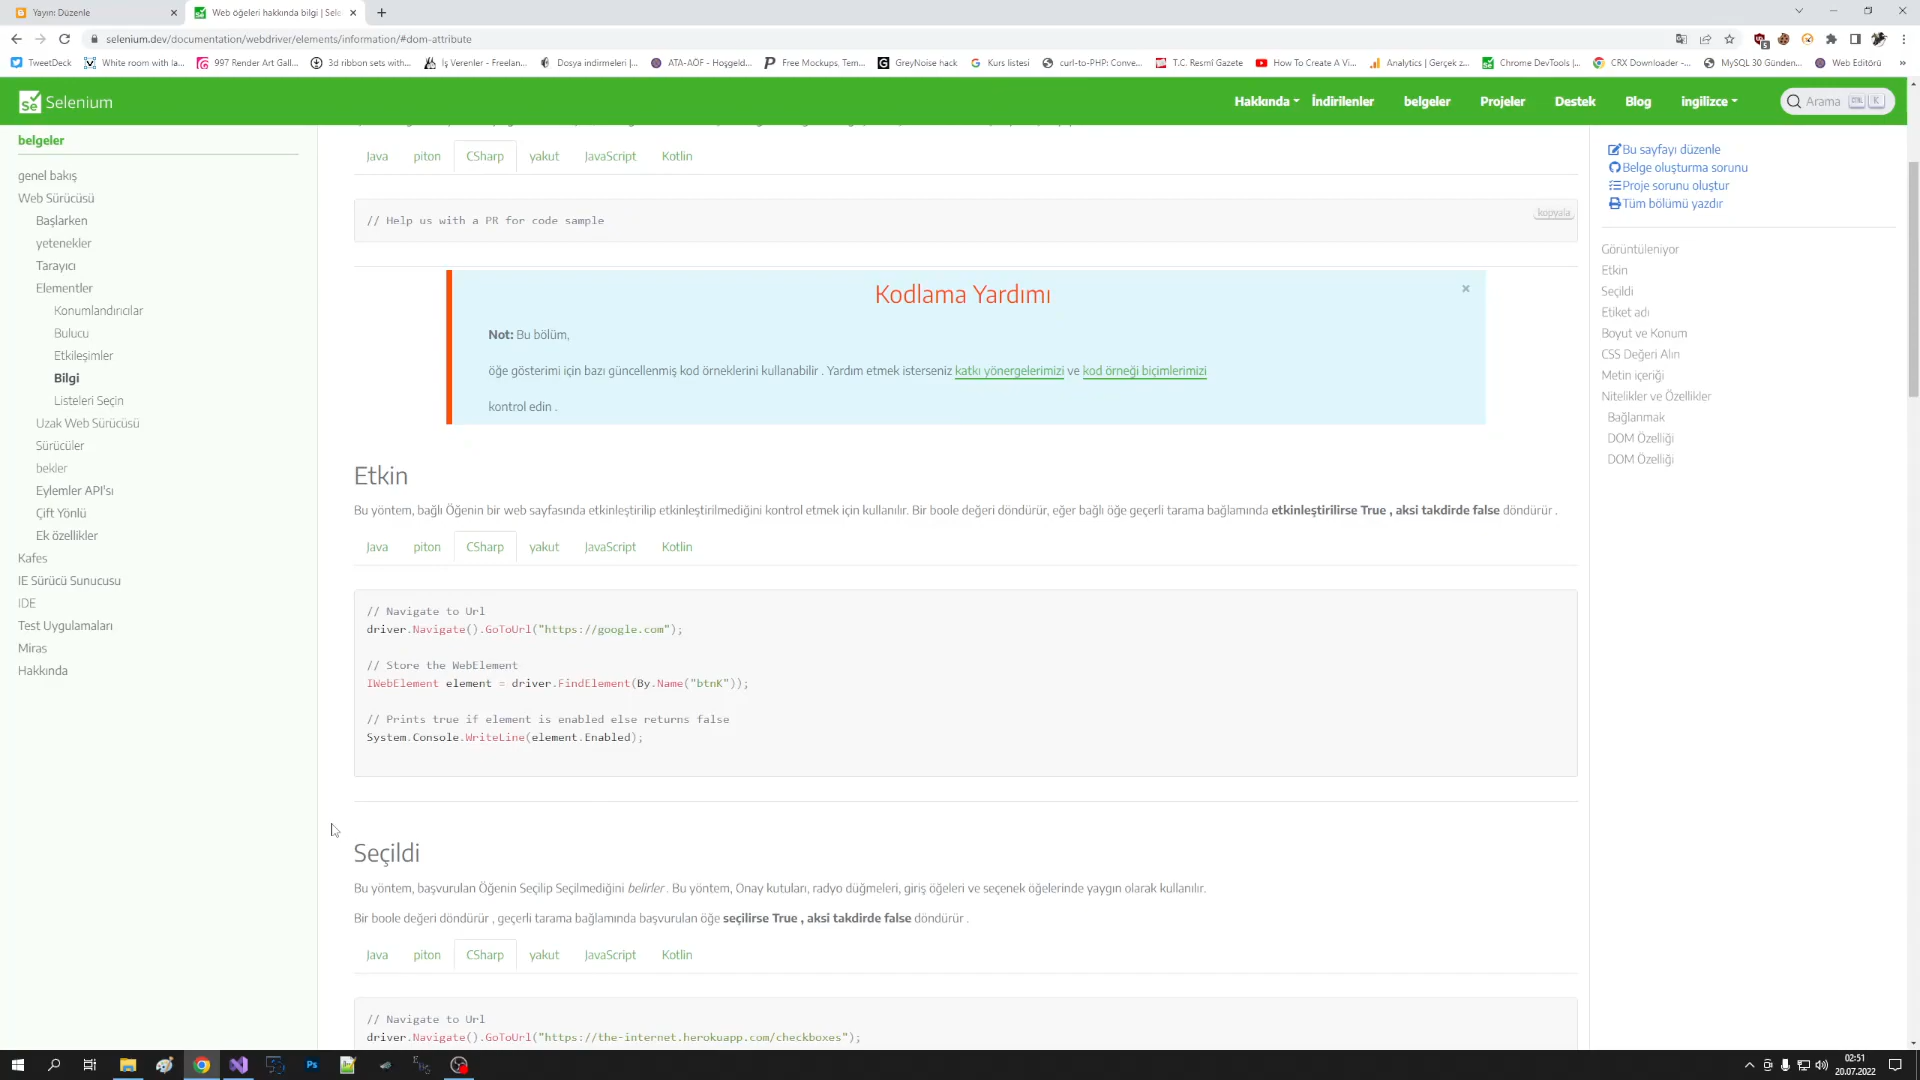 Yayın: Düzenle
Web öğeleri hakkında bilgi | Sele
selenium.dev/documentation/webdriver/elements/information/#dom-attribute
TweetDeck
White room with la...
997 Render Art Gall...
3d ribbon sets with...
İş Verenler - Freelan...
Dosya indirmeleri |...
ATA-AÖF - Hoşgeld...
Free Mockups, Tem...
GreyNoise hack
Kurs listesi
curl-to-PHP: Conve...
T.C. Resmî Gazete
How To Create A Vi...
Analytics | Gerçek z...
Chrome DevTools |...
CRX Downloader -...
MySQL 30 Günden...
Web Editörü
Selenium
Hakkında
İndirilenler
belgeler
Projeler
Destek
Blog
ingilizce
Arama
K
belgeler
genel bakış
Web Sürücüsü
Başlarken
yetenekler
Tarayıcı
Elementler
Konumlandırıcılar
Bulucu
Etkileşimler
Bilgi
Listeleri Seçin
Uzak Web Sürücüsü
Sürücüler
bekler
Eylemler API'sı
Çift Yönlü
Ek özellikler
Kafes
IE Sürücü Sunucusu
IDE
Test Uygulamaları
Miras
Hakkında
Java piton CSharp yakut JavaScript Kotlin
// Help us with a PR for code sample
kopyala
Kodlama Yardımı
×
Not: Bu bölüm,
öğe gösterimi için bazı güncellenmiş kod örneklerini kullanabilir . Yardım etmek isterseniz katkı yönergelerimizi ve kod örneği biçimlerimizi
kontrol edin .
Etkin
Bu yöntem, bağlı Öğenin bir web sayfasında etkinleştirilip etkinleştirilmediğini kontrol etmek için kullanılır. Bir boole değeri döndürür, eğer bağlı öğe geçerli tarama bağlamında etkinleştirilirse True , aksi takdirde false döndürür .
Java piton CSharp yakut JavaScript Kotlin
// Navigate to Url
driver.Navigate().GoToUrl("https://google.com");
// Store the WebElement
IWebElement element = driver.FindElement(By.Name("btnK"));
// Prints true if element is enabled else returns false
System.Console.WriteLine(element.Enabled);
Seçildi
Bu yöntem, başvurulan Öğenin Seçilip Seçilmediğini belirler . Bu yöntem, Onay kutuları, radyo düğmeleri, giriş öğeleri ve seçenek öğelerinde yaygın olarak kullanılır.
Bir boole değeri döndürür , geçerli tarama bağlamında başvurulan öğe seçilirse True , aksi takdirde false döndürür .
Java piton CSharp yakut JavaScript Kotlin
// Navigate to Url
driver.Navigate().GoToUrl("https://the-internet.herokuapp.com/checkboxes");
Bu sayfayı düzenle
Belge oluşturma sorunu
Proje sorunu oluştur
Tüm bölümü yazdır
Görüntüleniyor
Etkin
Seçildi
Etiket adı
Boyut ve Konum
CSS Değeri Alın
Metin içeriği
Nitelikler ve Özellikler
Bağlanmak
DOM Özelliği
DOM Özelliği
Ps
02:51
20.07.2022